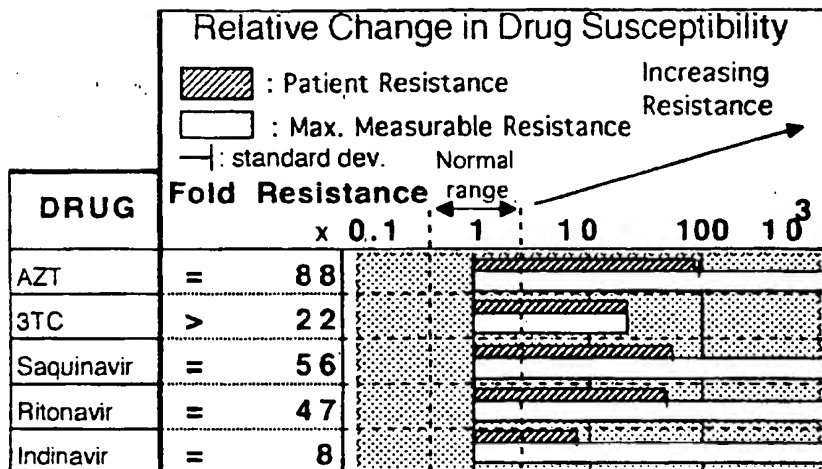 Relative Change in Drug Susceptibility
: Patient Resistance
: Max. Measurable Resistance
: standard dev.
Increasing
Resistance
Normal
range
DRUG Fold Resistance
x 0.1 1 10 100 10³
AZT = 88
3TC > 22
Saquinavir = 56
Ritonavir = 47
Indinavir = 8